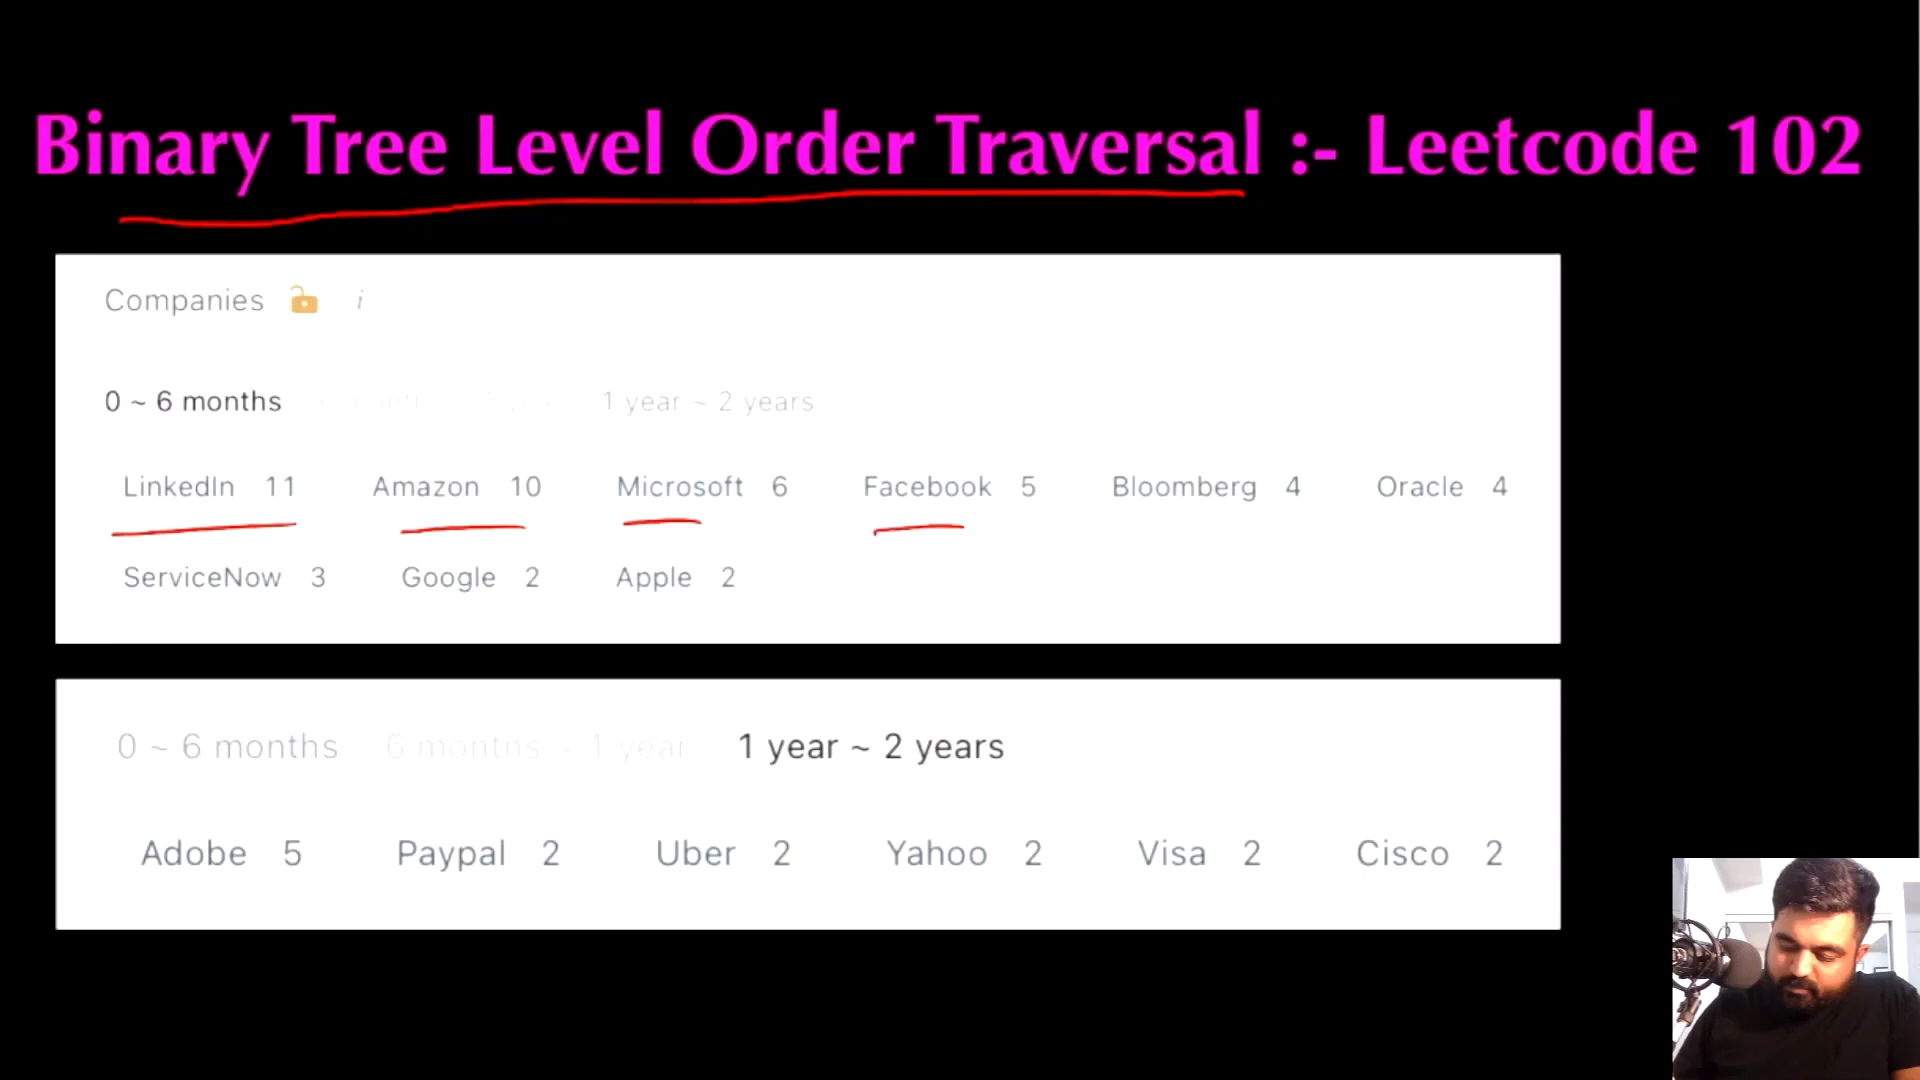 Binary Tree Level Order Traversal :- Leetcode 102
Companies i
0 ~ 6 months 1 year ~ 2 years
LinkedIn 11 Amazon 10 Microsoft 6 Facebook 5 Bloomberg 4 Oracle 4
ServiceNow 3 Google 2 Apple 2
0 ~ 6 months 6 months - 1 year 1 year ~ 2 years
Adobe 5 Paypal 2 Uber 2 Yahoo 2 Visa 2 Cisco 2